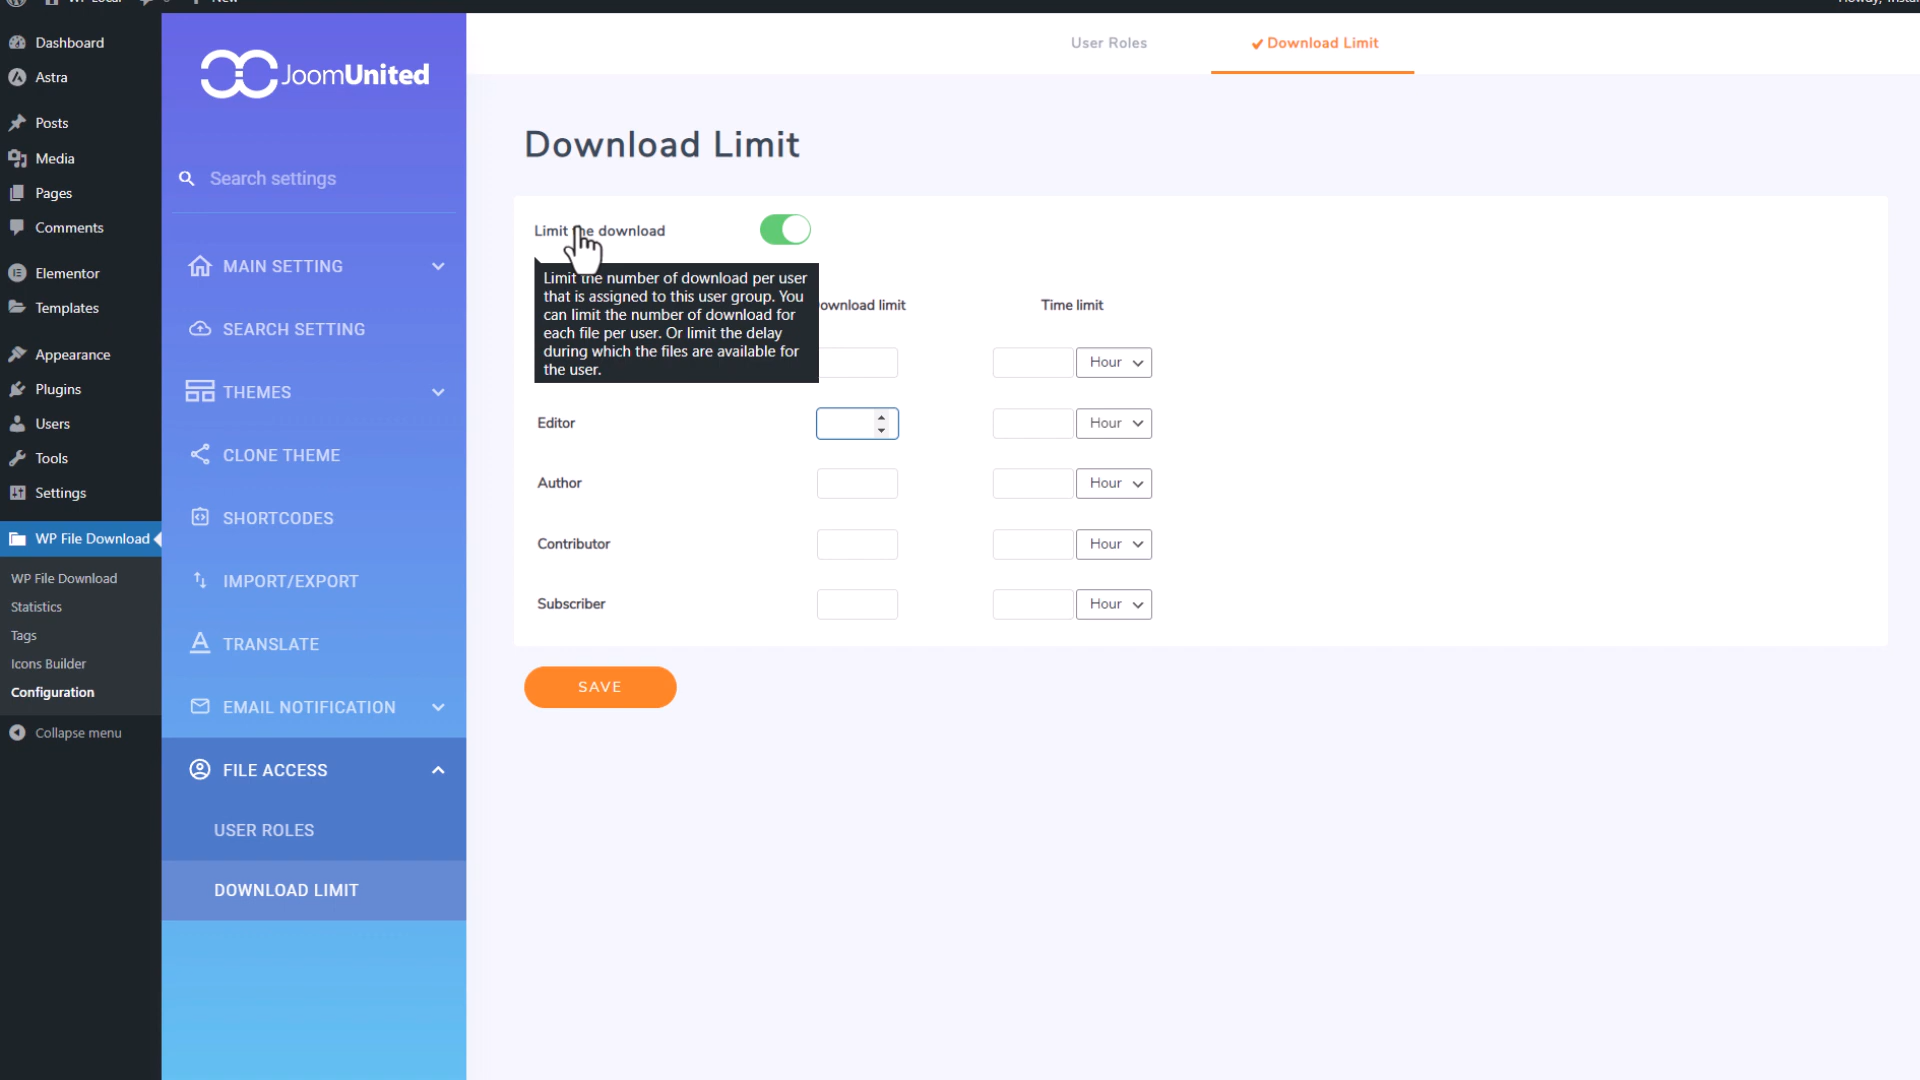 New
Dashboard
Astra
Posts
Media
Pages
Comments
Elementor
Templates
Appearance
Plugins
Users
Tools
Settings
WP File Download
WP File Download
Statistics
Tags
Icons Builder
Configuration
Collapse menu
JoomUnited
Search settings
MAIN SETTING
SEARCH SETTING
THEMES
CLONE THEME
SHORTCODES
IMPORT/EXPORT
TRANSLATE
EMAIL NOTIFICATION
FILE ACCESS
USER ROLES
DOWNLOAD LIMIT
User Roles
Download Limit
Download Limit
Limit the download
Limit the number of download per user
that is assigned to this user group. You
can limit the number of download for
each file per user. Or limit the delay
during which the files are available for
the user.
ownload limit
Time limit
Hour
Editor
Hour
Author
Hour
Contributor
Hour
Subscriber
Hour
SAVE